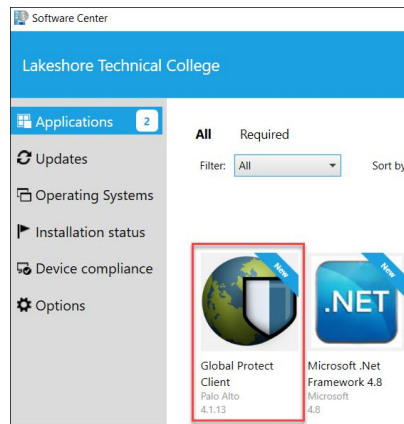 Software Center
Lakeshore Technical College
Applications 2
Updates
Operating Systems
Installation status
Device compliance
Options
All Required
Filter: All Sort by
New New
.NET
Global Protect
Client
Palo Alto
4.1.13
Microsoft .Net
Framework 4.8
Microsoft
4.8